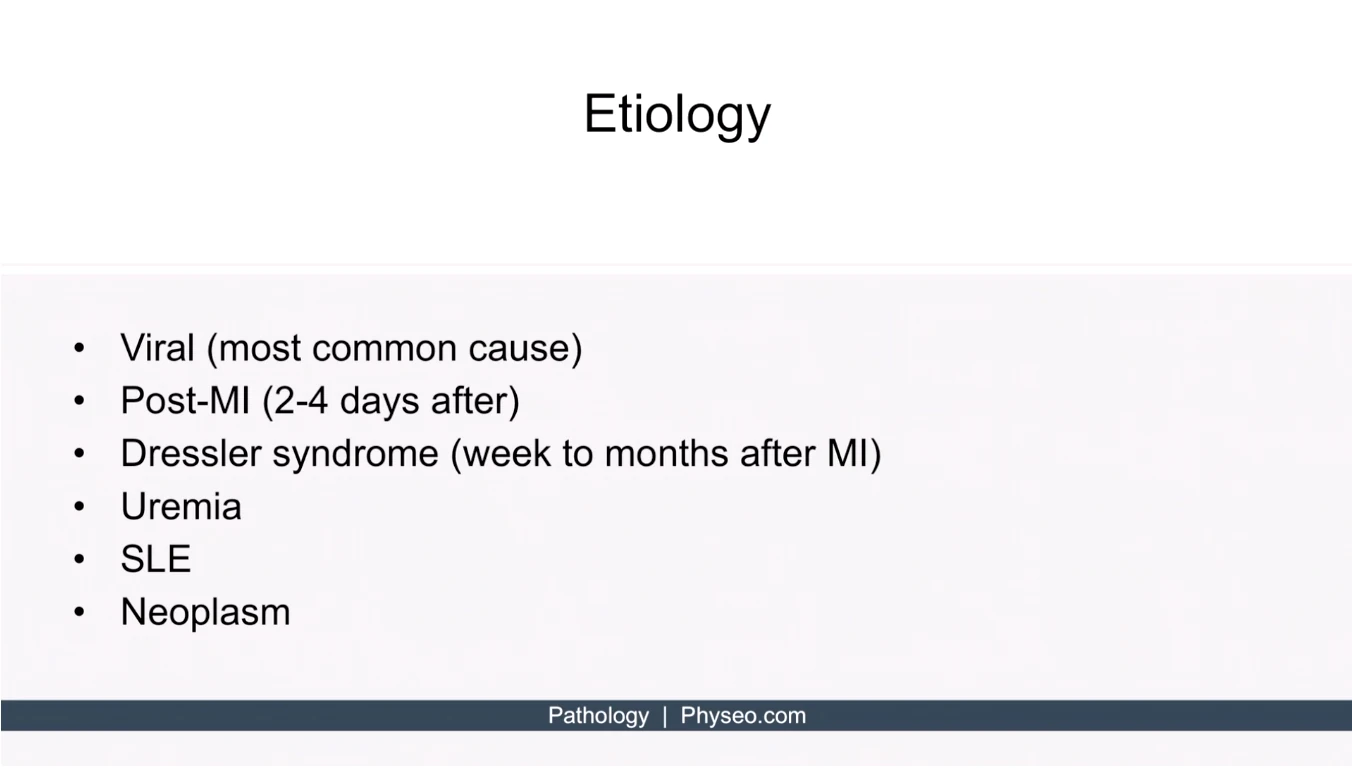 Etiology
• Viral (most common cause)
• Post-MI (2-4 days after)
• Dressler syndrome (week to months after MI)
• Uremia
• SLE
• Neoplasm
Pathology | Physeo.com